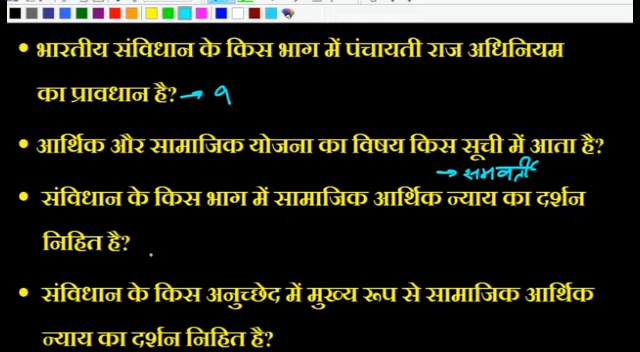 • भारतीय संविधान के किस भाग में पंचायती राज अधिनियम
का प्रावधान है? → 9
• आर्थिक और सामाजिक योजना का विषय किस सूची में आता है?
→ समवर्ती
• संविधान के किस भाग में सामाजिक आर्थिक न्याय का दर्शन
निहित है?
• संविधान के किस अनुच्छेद में मुख्य रूप से सामाजिक आर्थिक
न्याय का दर्शन निहित है?